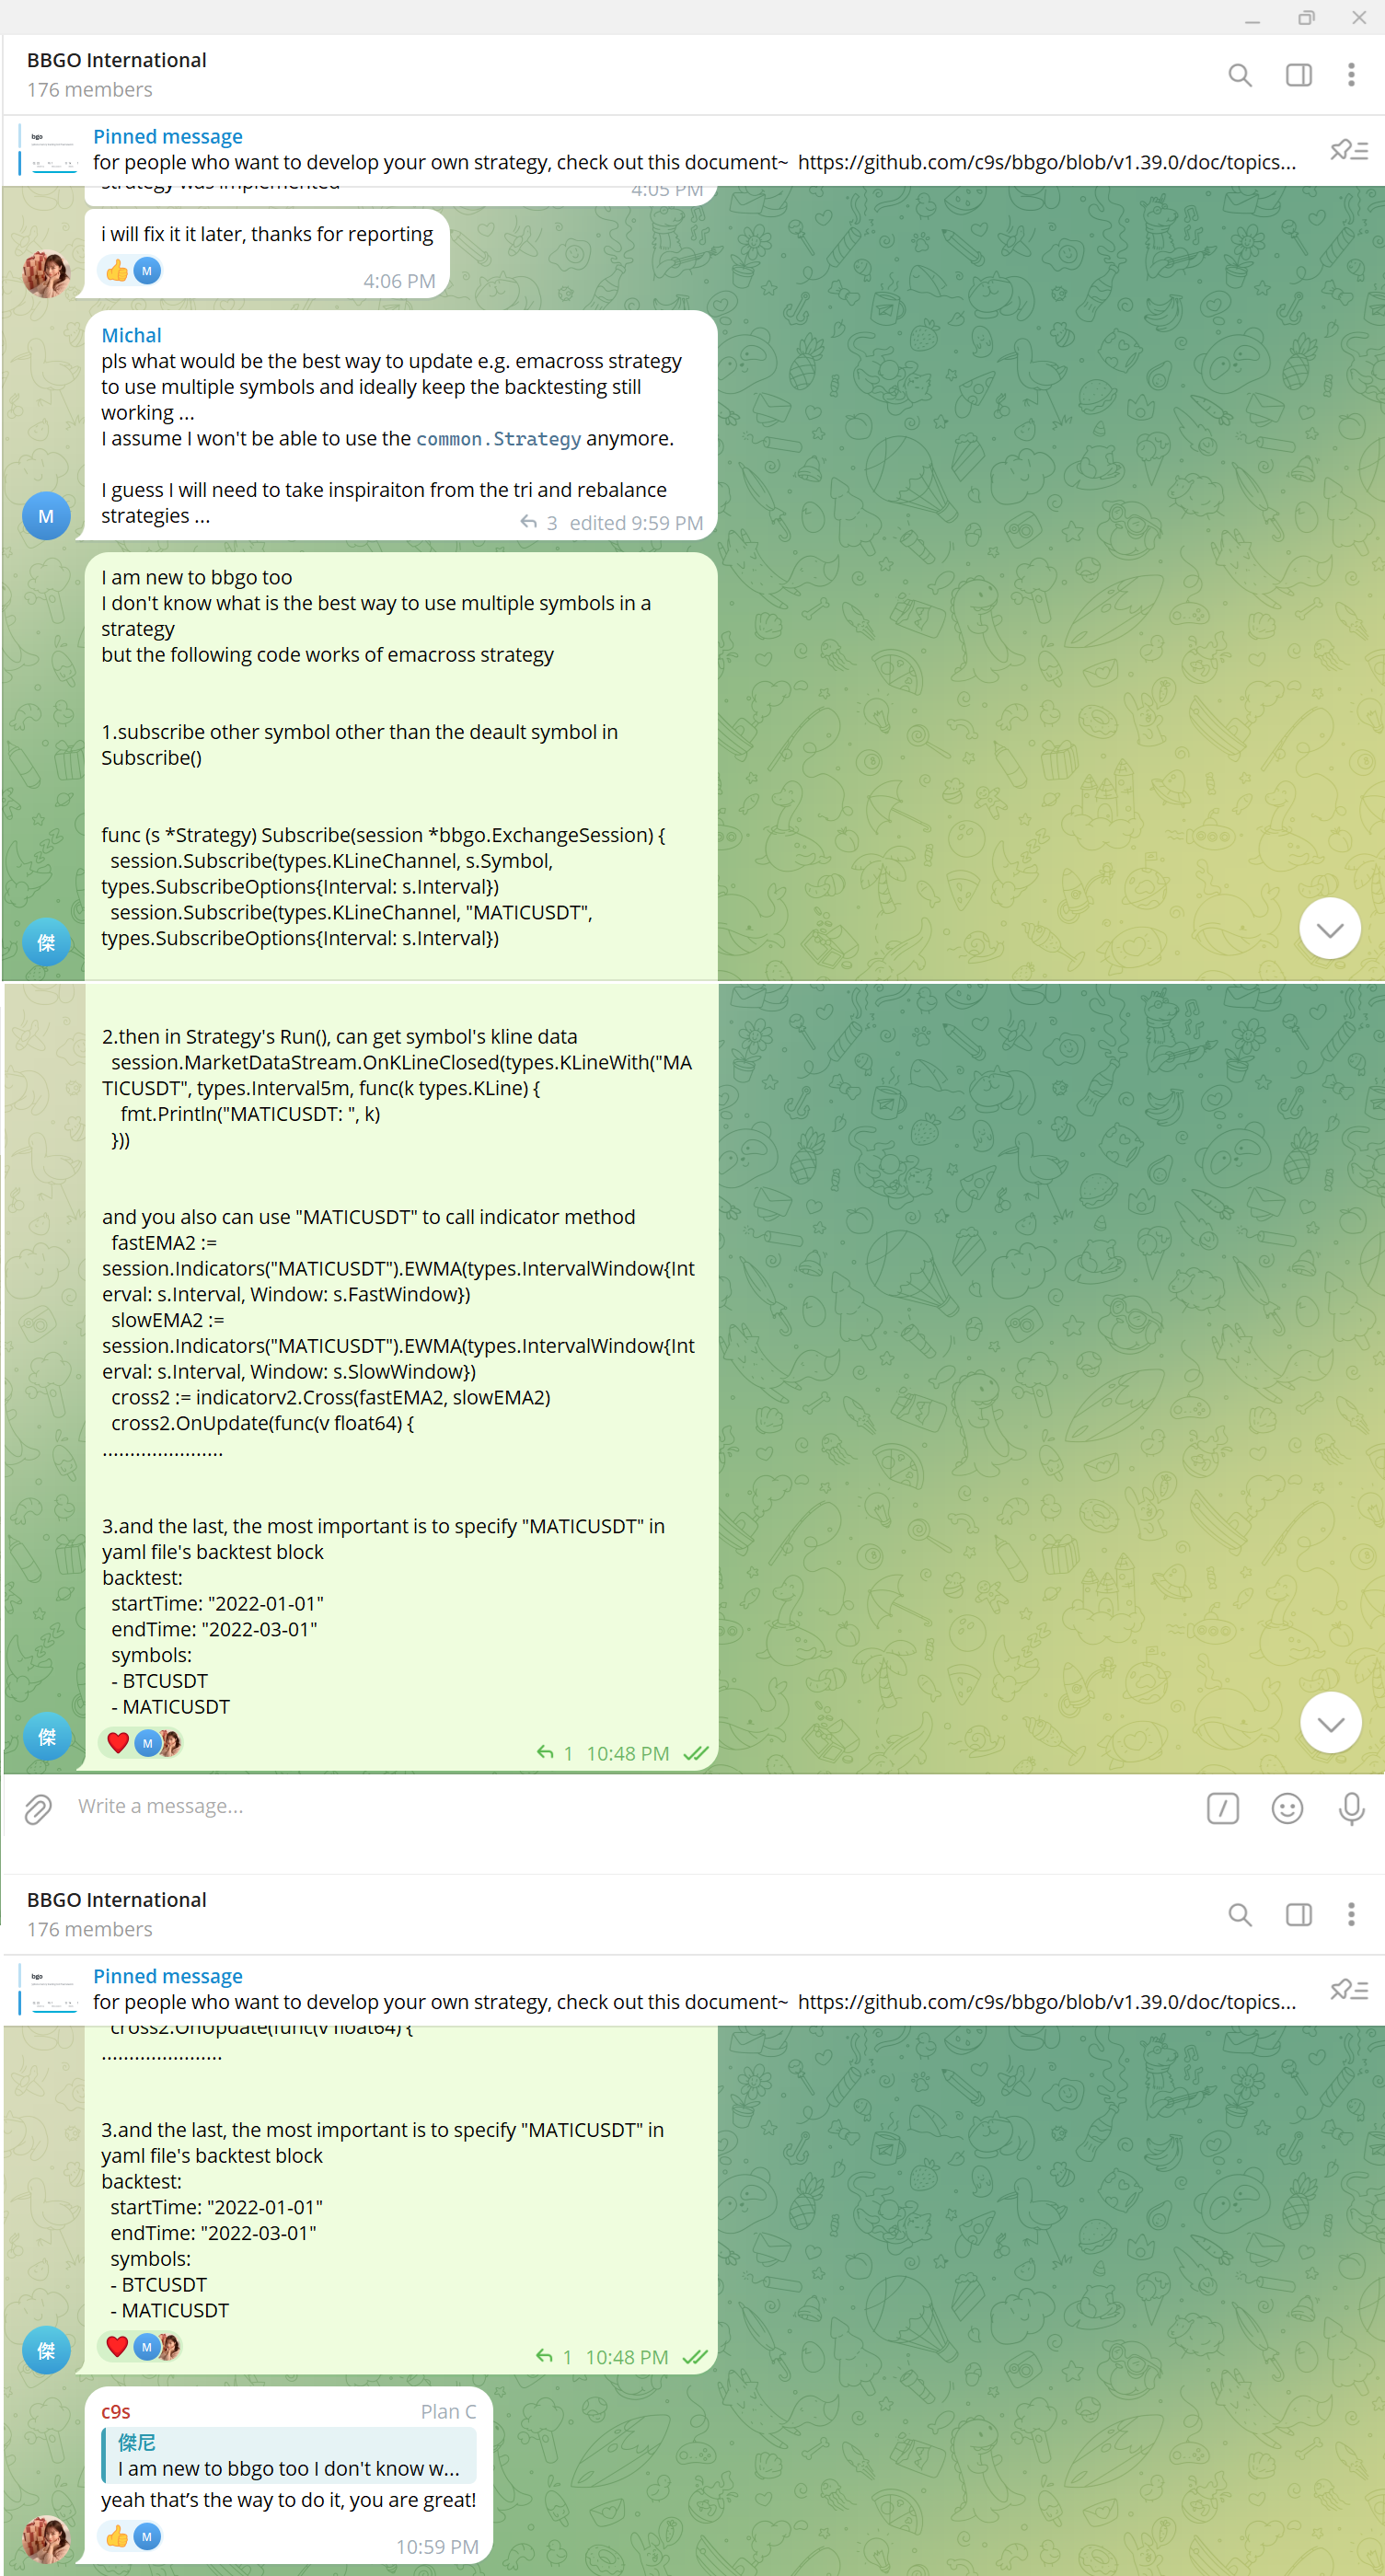 BBGO International
176 members
bgo
Pinned message
for people who want to develop your own strategy, check out this document~ https://github.com/c9s/bbgo/blob/v1.39.0/doc/topics...
strategy was implemented
4:05 PM
i will fix it it later, thanks for reporting
M
4:06 PM
Michal
pls what would be the best way to update e.g. emacross strategy
to use multiple symbols and ideally keep the backtesting still
working ...
I assume I won't be able to use the common.Strategy anymore.
I guess I will need to take inspiraiton from the tri and rebalance
strategies ...
3 edited 9:59 PM
M
I am new to bbgo too
I don't know what is the best way to use multiple symbols in a
strategy
but the following code works of emacross strategy
1.subscribe other symbol other than the deault symbol in
Subscribe()
func (s *Strategy) Subscribe(session *bbgo.ExchangeSession) {
session.Subscribe(types.KLineChannel, s.Symbol,
types.SubscribeOptions{Interval: s.Interval})
session.Subscribe(types.KLineChannel, "MATICUSDT",
types.SubscribeOptions{Interval: s.Interval})
傑
2.then in Strategy's Run(), can get symbol's kline data
session.MarketDataStream.OnKLineClosed(types.KLineWith("MA
TICUSDT", types.Interval5m, func(k types.KLine) {
fmt.Println("MATICUSDT: ", k)
}))
and you also can use "MATICUSDT" to call indicator method
fastEMA2 :=
session.Indicators("MATICUSDT").EWMA(types.IntervalWindow{Int
erval: s.Interval, Window: s.FastWindow})
slowEMA2 :=
session.Indicators("MATICUSDT").EWMA(types.IntervalWindow{Int
erval: s.Interval, Window: s.SlowWindow})
cross2 := indicatorv2.Cross(fastEMA2, slowEMA2)
cross2.OnUpdate(func(v float64) {
......................
3.and the last, the most important is to specify "MATICUSDT" in
yaml file's backtest block
backtest:
startTime: "2022-01-01"
endTime: "2022-03-01"
symbols:
- BTCUSDT
- MATICUSDT
傑
M
1 10:48 PM
Write a message...
BBGO International
176 members
bgo
Pinned message
for people who want to develop your own strategy, check out this document~ https://github.com/c9s/bbgo/blob/v1.39.0/doc/topics...
cross2.OnUpdate(func(v float64) {
......................
3.and the last, the most important is to specify "MATICUSDT" in
yaml file's backtest block
backtest:
startTime: "2022-01-01"
endTime: "2022-03-01"
symbols:
- BTCUSDT
- MATICUSDT
傑
M
1 10:48 PM
c9s Plan C
傑尼
I am new to bbgo too I don't know w...
yeah that’s the way to do it, you are great!
M
10:59 PM